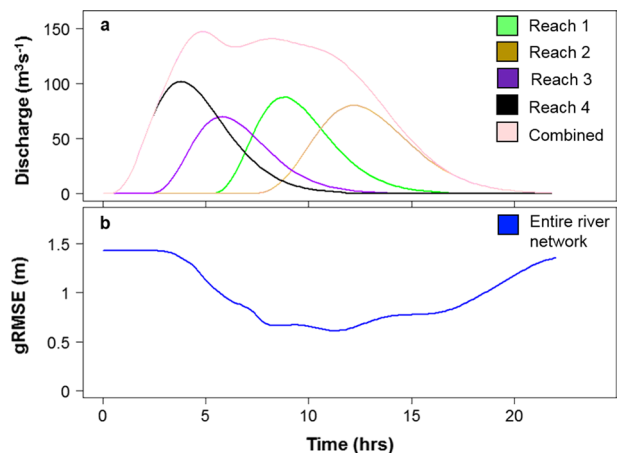 a
Reach 1
Reach 2
Reach 3
Reach 4
Combined
Discharge (m³s⁻¹)
150
100
50
0
b
Entire river
network
gRMSE (m)
1.5
1
0.5
0
0
5
10
15
20
Time (hrs)